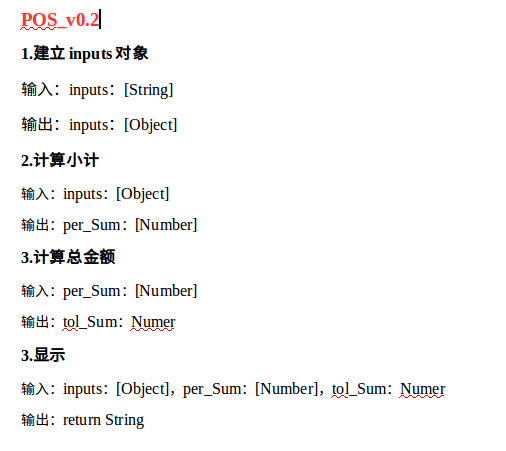 POS_v0.2
1.建立 inputs 对象
输入：inputs：[String]
输出：inputs：[Object]
2.计算小计
输入：inputs：[Object]
输出：per_Sum：[Number]
3.计算总金额
输入：per_Sum：[Number]
输出：tol_Sum：Numer
3.显示
输入：inputs：[Object]，per_Sum：[Number]，tol_Sum：Numer
输出：return String